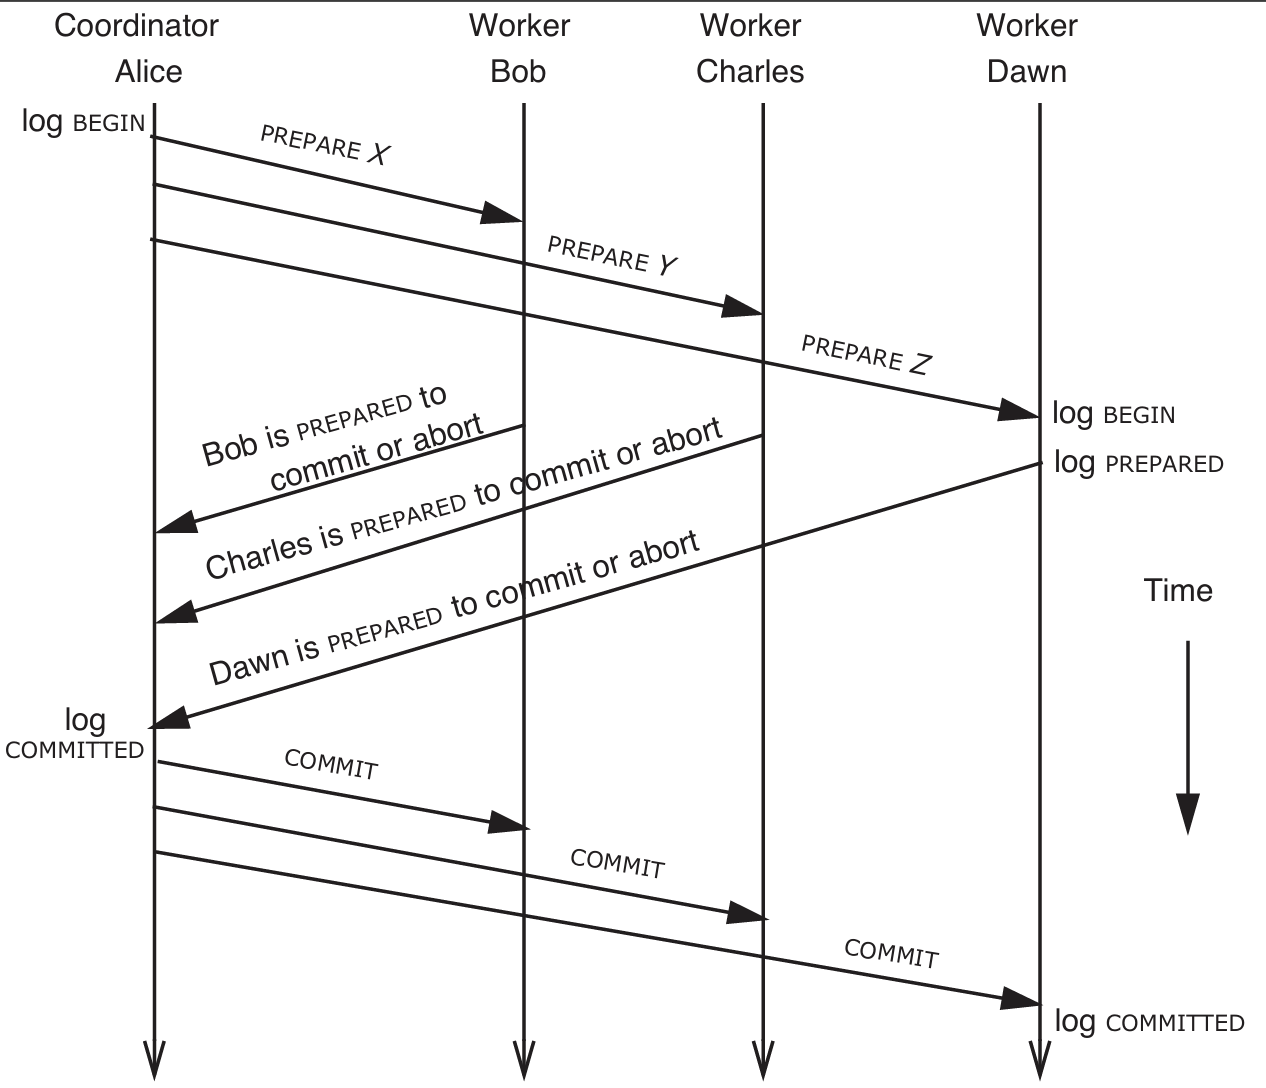 Coordinator Worker Worker Worker
Alice Bob Charles Dawn
log BEGIN
PREPARE X
PREPARE Y
PREPARE Z
log BEGIN
Bob is PREPARED to
commit or abort
log PREPARED
Charles is PREPARED to commit or abort
Dawn is PREPARED to commit or abort
Time
log
COMMITTED
COMMIT
COMMIT
COMMIT
log COMMITTED